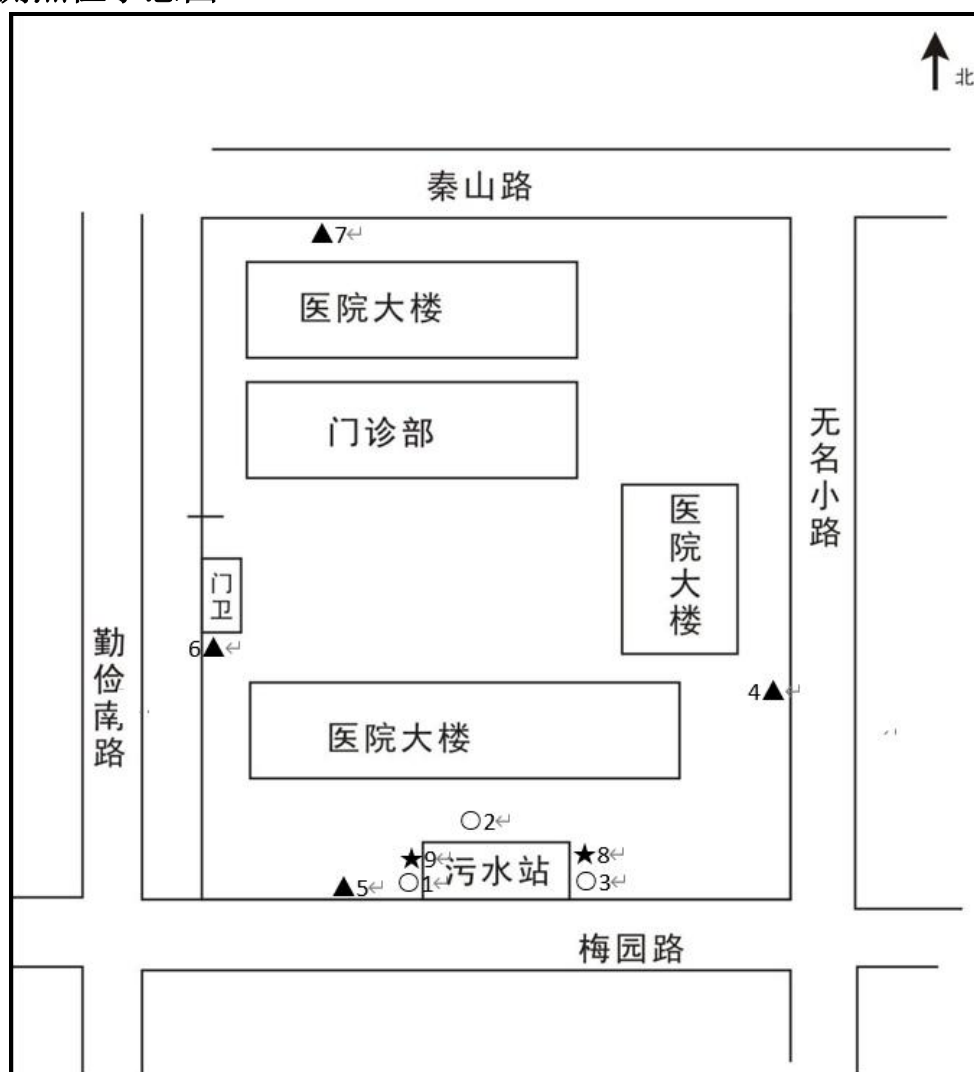 北
秦山路
▲7↵
医院大楼
门诊部
无名小路
医院大楼
门卫
6▲↵
勤俭南路
4▲↵
医院大楼
○2↵
★9↵
★8↵
污水站
▲5↵
○1↵
○3↵
梅园路